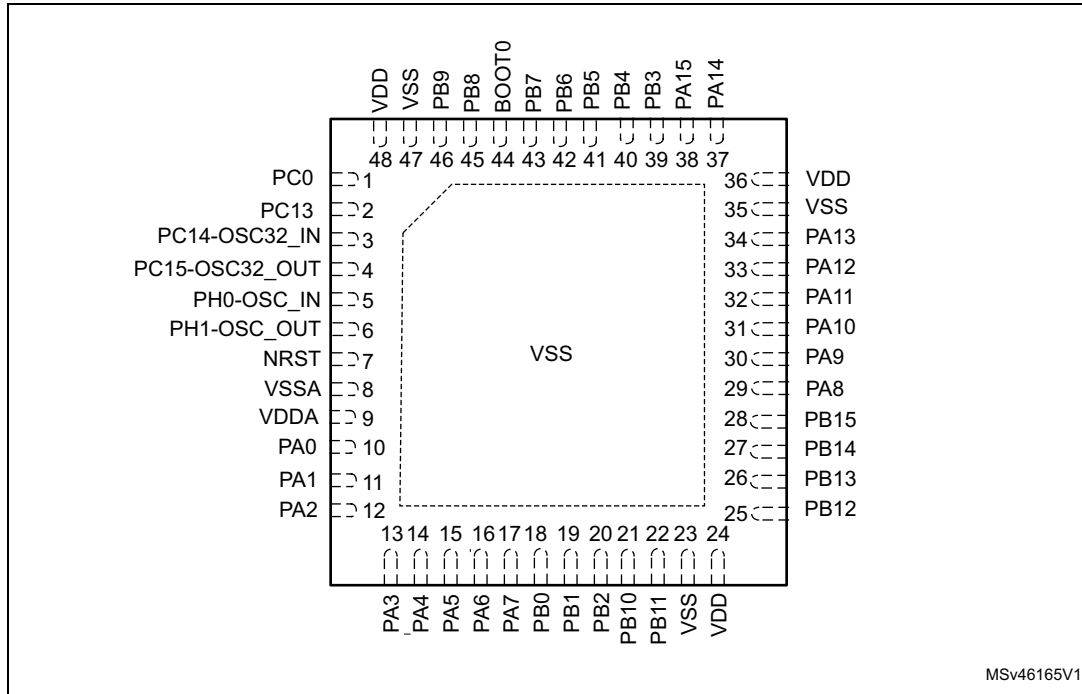 VDD VSS PB9 PB8 BOOT0 PB7 PB6 PB5 PB4 PB3 PA15 PA14
48 47 46 45 44 43 42 41 40 39 38 37
PC0 1
PC13 2
PC14-OSC32_IN 3
PC15-OSC32_OUT 4
PH0-OSC_IN 5
PH1-OSC_OUT 6
NRST 7
VSSA 8
VDDA 9
PA0 10
PA1 11
PA2 12
VSS
36 VDD
35 VSS
34 PA13
33 PA12
32 PA11
31 PA10
30 PA9
29 PA8
28 PB15
27 PB14
26 PB13
25 PB12
13 14 15 16 17 18 19 20 21 22 23 24
PA3 PA4 PA5 PA6 PA7 PB0 PB1 PB2 PB10 PB11 VSS VDD
MSv46165V1